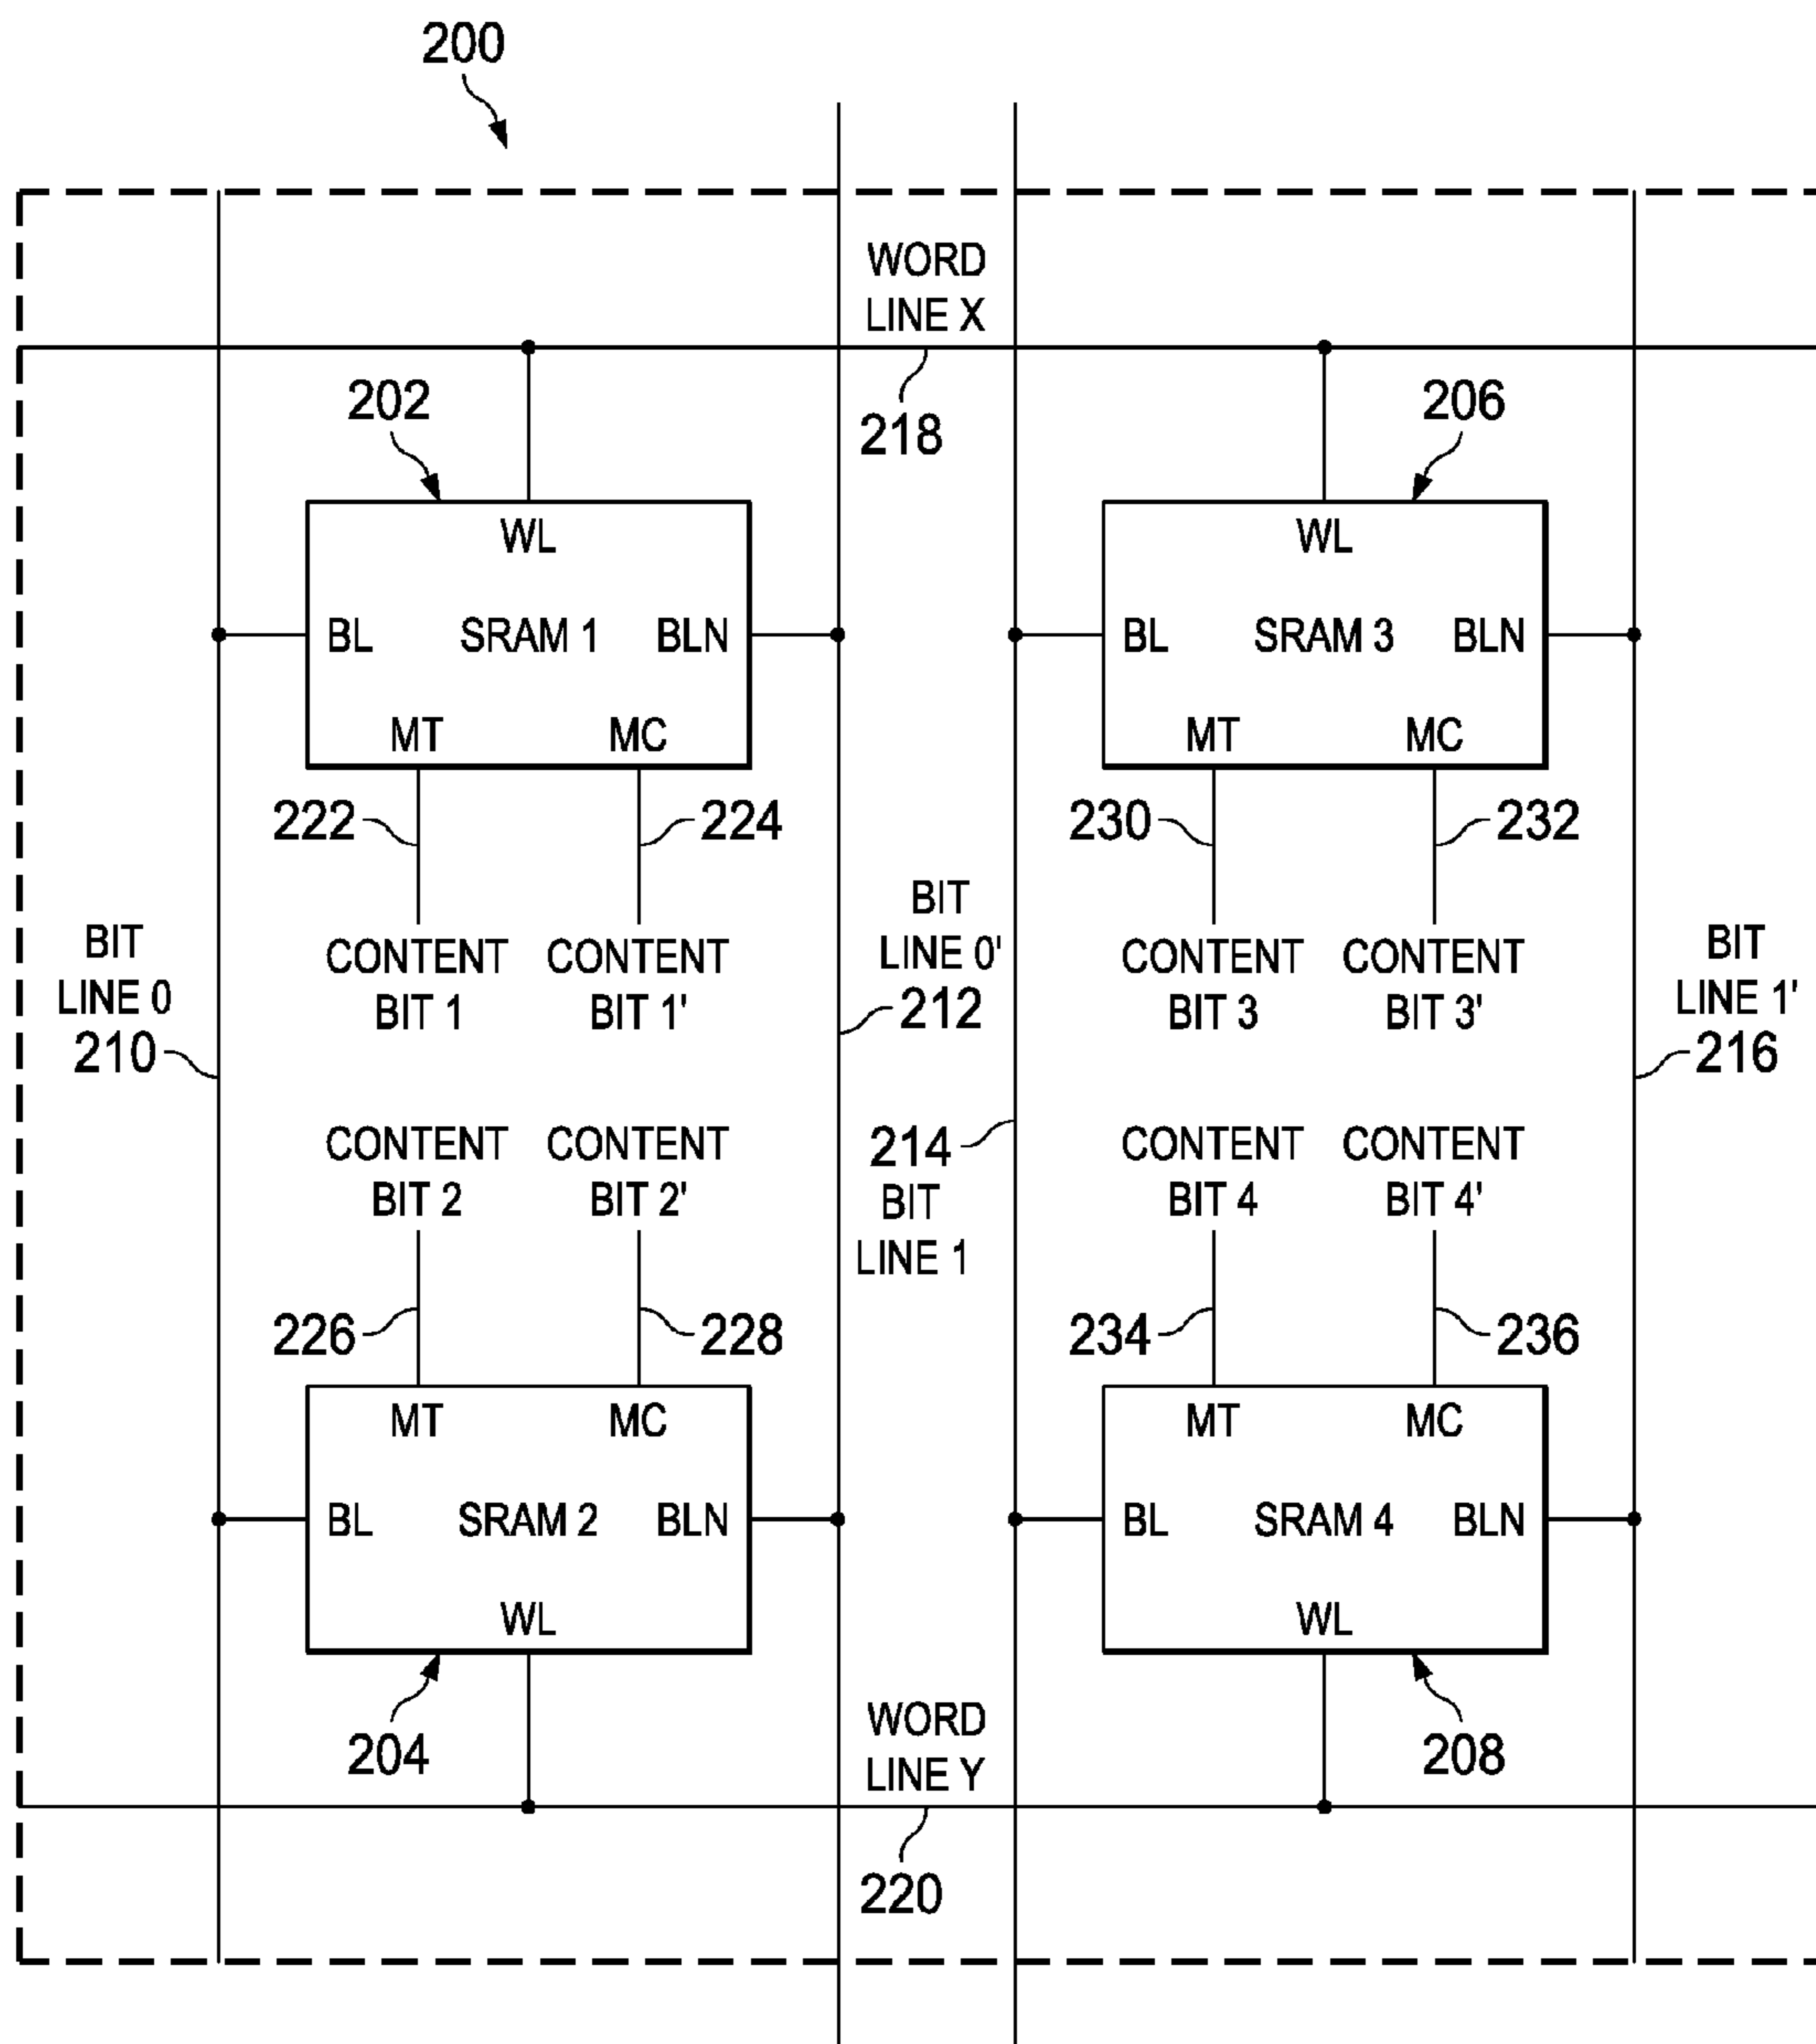 200
WORD
LINE X
218
202
206
WL
BL SRAM 1 BLN
MT MC
WL
BL SRAM 3 BLN
MT MC
222
224
230
232
CONTENT
BIT 1
CONTENT
BIT 1'
CONTENT
BIT 3
CONTENT
BIT 3'
BIT
LINE 0
210
BIT
LINE 0'
212
BIT
LINE 1'
216
214
BIT
LINE 1
CONTENT
BIT 2
CONTENT
BIT 2'
CONTENT
BIT 4
CONTENT
BIT 4'
226
228
234
236
MT MC
BL SRAM 2 BLN
WL
MT MC
BL SRAM 4 BLN
WL
204
208
WORD
LINE Y
220